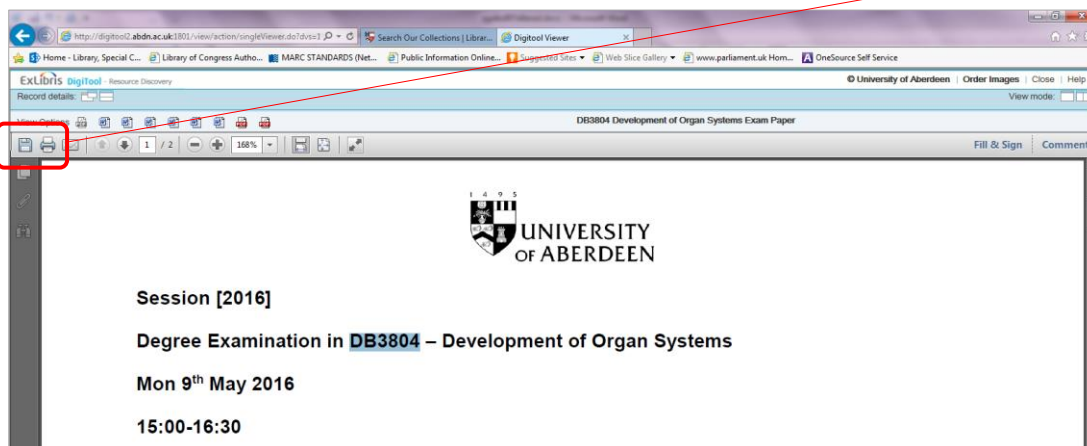 http://digitool2.abdn.ac.uk:1801/view/action/singleViewer.do?dvs=1 Search Our Collections | Librar... Digitool Viewer
Home - Library, Special C... Library of Congress Autho... MARC STANDARDS (Net... Public Information Online... Suggested Sites Web Slice Gallery www.parliament.uk Hom... OneSource Self Service
ExLibris DigiTool - Resource Discovery © University of Aberdeen | Order Images | Close | Help
Record details: View mode:
View Options DB3804 Development of Organ Systems Exam Paper
1 / 2 168% Fill & Sign Comment
1 4 9 5
UNIVERSITY
OF ABERDEEN
Session [2016]
Degree Examination in DB3804 – Development of Organ Systems
Mon 9th May 2016
15:00-16:30